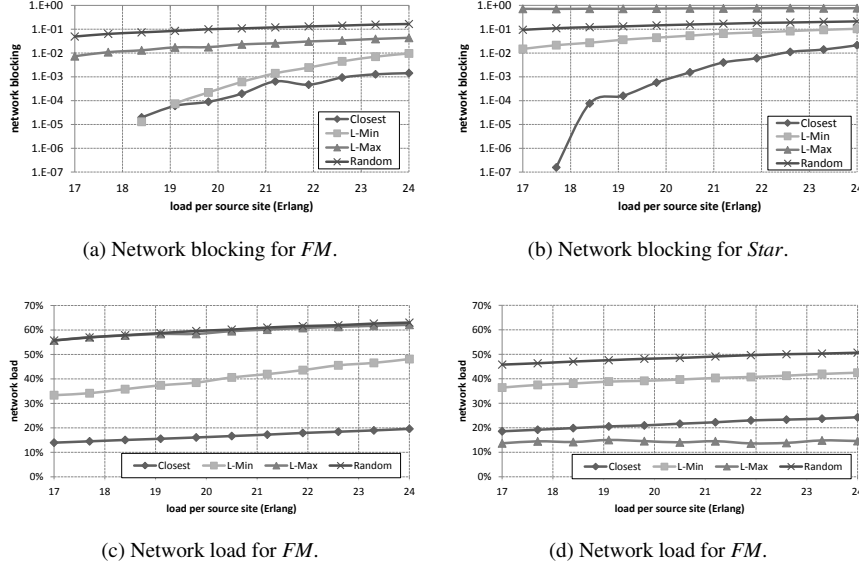 1.E+00
1.E-01
1.E-02
1.E-03
1.E-04
1.E-05
1.E-06
1.E-07
network blocking
17 18 19 20 21 22 23 24
load per source site (Erlang)
Closest
L-Min
L-Max
Random
(a) Network blocking for FM.
1.E+00
1.E-01
1.E-02
1.E-03
1.E-04
1.E-05
1.E-06
1.E-07
network blocking
17 18 19 20 21 22 23 24
load per source site (Erlang)
Closest
L-Min
L-Max
Random
(b) Network blocking for Star.
70%
60%
50%
40%
30%
20%
10%
0%
network load
Closest L-Min L-Max Random
17 18 19 20 21 22 23 24
load per source site (Erlang)
(c) Network load for FM.
70%
60%
50%
40%
30%
20%
10%
0%
network load
Closest L-Min L-Max Random
17 18 19 20 21 22 23 24
load per source site (Erlang)
(d) Network load for FM.